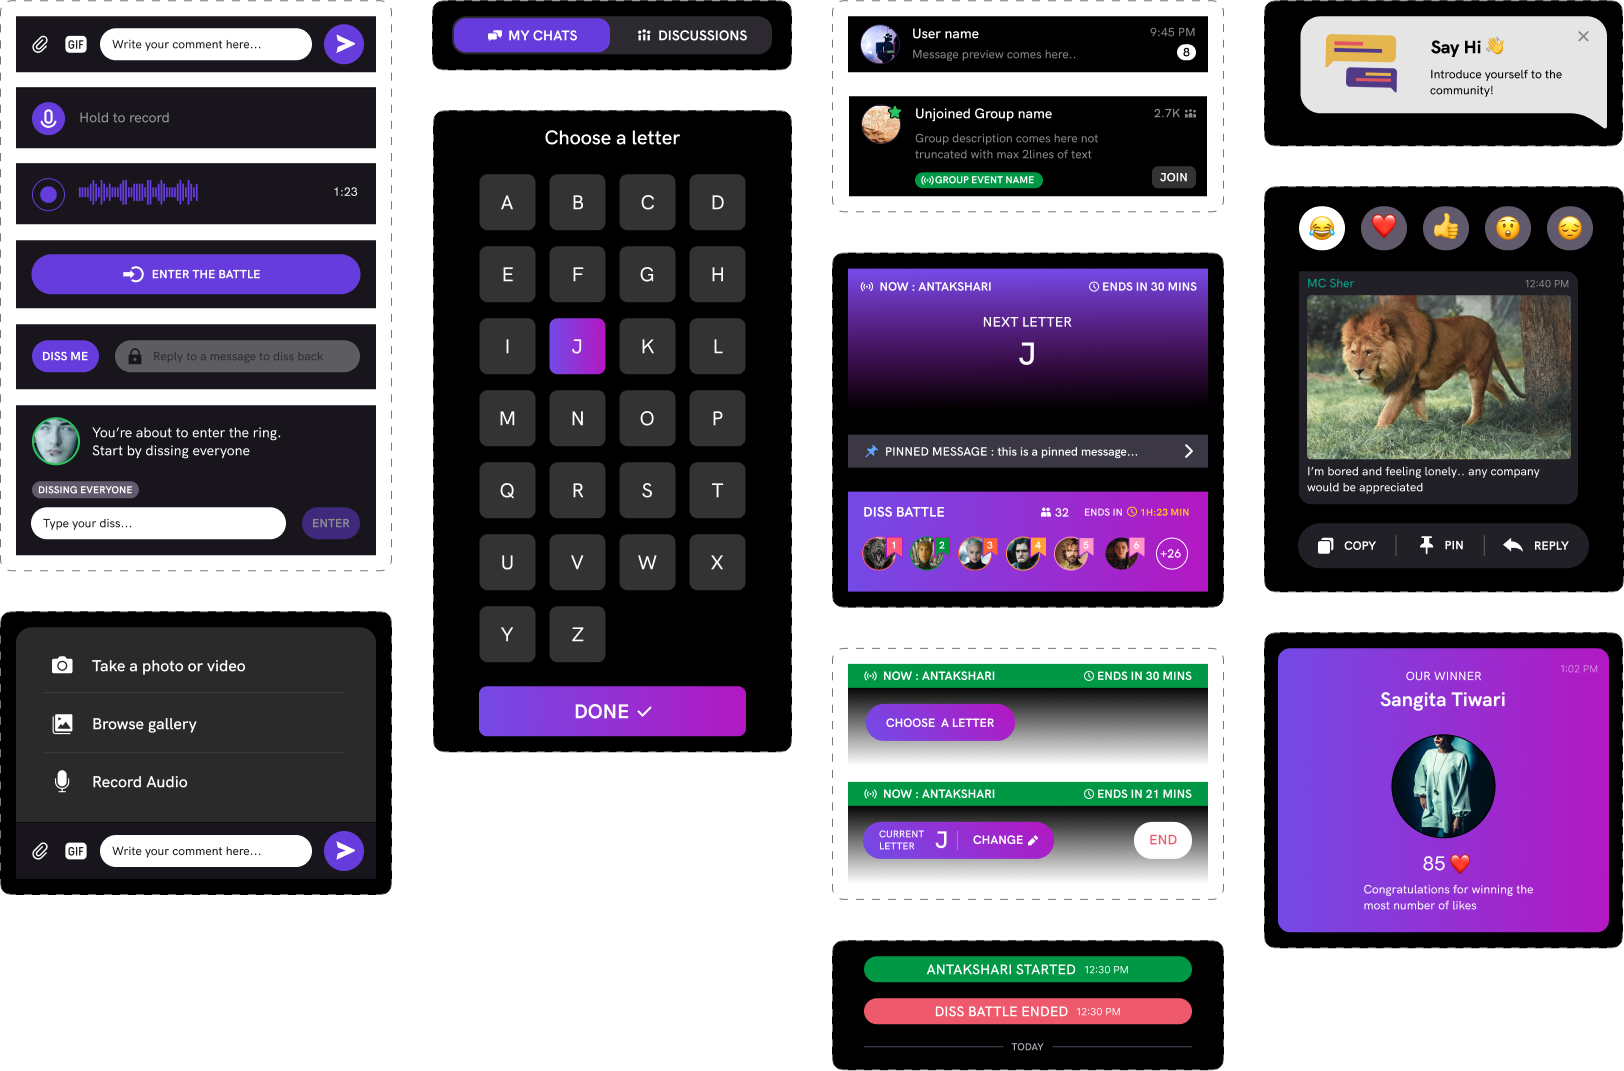 GIF
Write your comment here...
Hold to record
1:23
ENTER THE BATTLE
DISS ME
Reply to a message to diss back
You're about to enter the ring.
Start by dissing everyone
DISSING EVERYONE
Type your diss...
ENTER
Take a photo or video
Browse gallery
Record Audio
GIF
Write your comment here...
MY CHATS
DISCUSSIONS
Choose a letter
A B C D
E F G H
I J K L
M N O P
Q R S T
U V W X
Y Z
DONE
User name
9:45 PM
Message preview comes here..
8
Unjoined Group name
2.7K
Group description comes here not
truncated with max 2lines of text
GROUP EVENT NAME
JOIN
NOW : ANTAKSHARI
ENDS IN 30 MINS
NEXT LETTER
J
PINNED MESSAGE : this is a pinned message...
DISS BATTLE
32
ENDS IN 1H:23 MIN
1 2 3 4 5 6
+26
NOW : ANTAKSHARI
ENDS IN 30 MINS
CHOOSE A LETTER
NOW : ANTAKSHARI
ENDS IN 21 MINS
CURRENT
LETTER
J
CHANGE
END
ANTAKSHARI STARTED 12:30 PM
DISS BATTLE ENDED 12:30 PM
TODAY
Say Hi 👋
Introduce yourself to the
community!
MC Sher
12:40 PM
I'm bored and feeling lonely.. any company
would be appreciated
COPY
PIN
REPLY
1:02 PM
OUR WINNER
Sangita Tiwari
85 ❤️
Congratulations for winning the
most number of likes